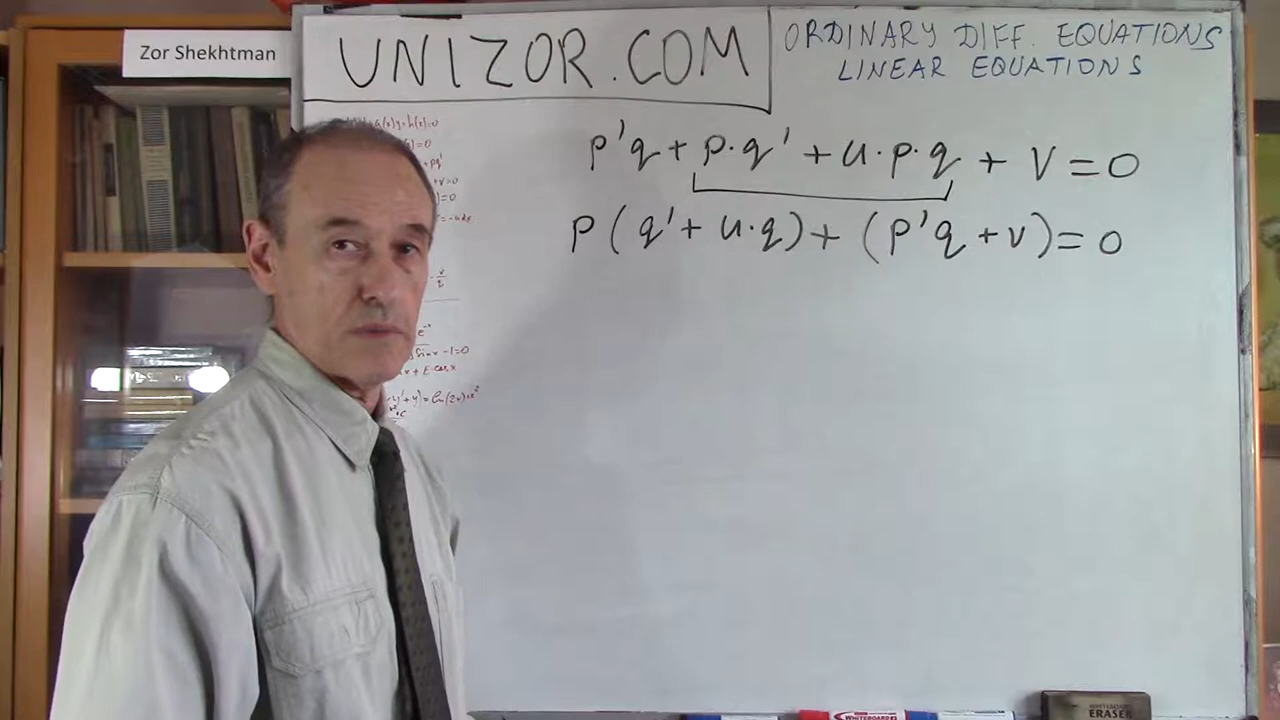 Zor Shekhtman
UNIZOR.COM
ORDINARY DIFF. EQUATIONS
LINEAR EQUATIONS
p'q + p·q' + u·p·q + v = 0
p(q' + u·q) + (p'q + v) = 0
WHITEBOARD
ERASER